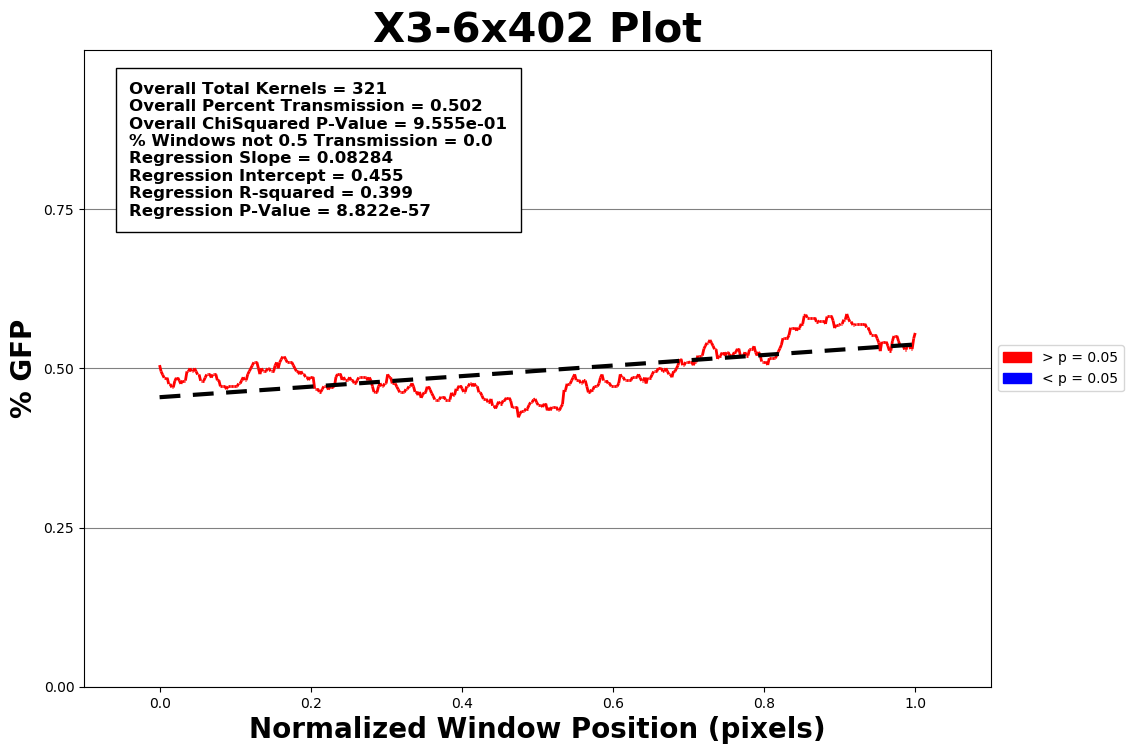 X3-6x402 Plot
Overall Total Kernels = 321
Overall Percent Transmission = 0.502
Overall ChiSquared P-Value = 9.555e-01
% Windows not 0.5 Transmission = 0.0
Regression Slope = 0.08284
Regression Intercept = 0.455
Regression R-squared = 0.399
Regression P-Value = 8.822e-57
% GFP
0.75
0.50
0.25
0.00
> p = 0.05
< p = 0.05
0.0 0.2 0.4 0.6 0.8 1.0
Normalized Window Position (pixels)